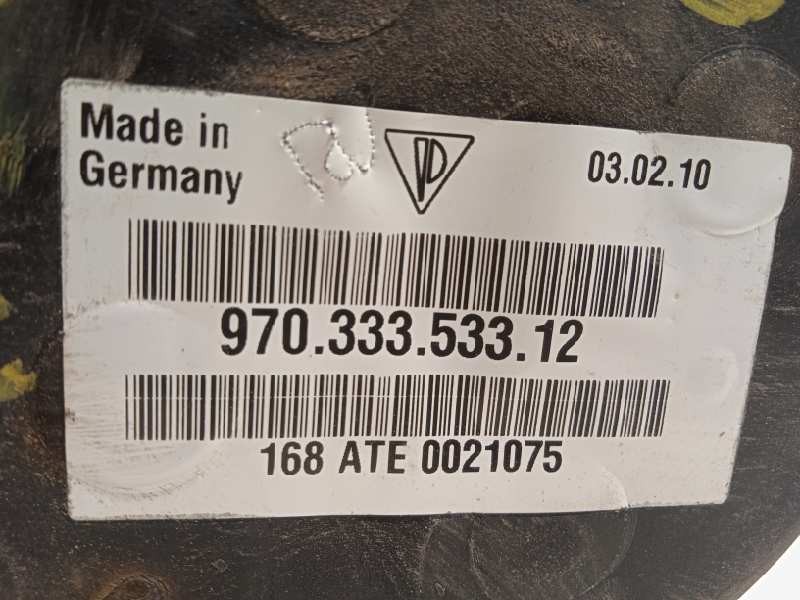 Made in
Germany
03.02.10
970.333.533.12
168 ATE 0021075